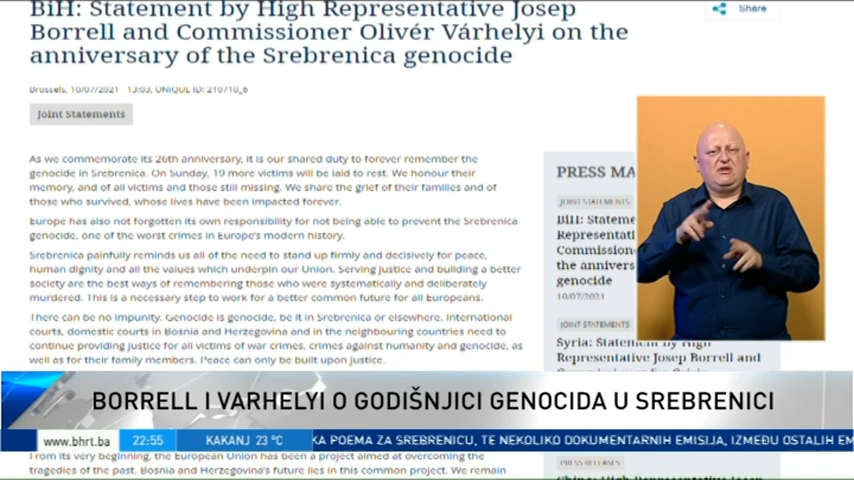 BiH: Statement by High Representative Josep
Borrell and Commissioner Olivér Várhelyi on the
anniversary of the Srebrenica genocide
Share
Brussels, 10/07/2021 - 13:03, UNIQUE ID: 210710_6
Joint Statements
As we commemorate its 26th anniversary, it is our shared duty to forever remember the
genocide in Srebrenica. On Sunday, 19 more victims will be laid to rest. We honour their
memory, and of all victims and those still missing. We share the grief of their families and of
those who survived, whose lives have been impacted forever.
Europe has also not forgotten its own responsibility for not being able to prevent the Srebrenica
genocide, one of the worst crimes in Europe's modern history.
Srebrenica painfully reminds us all of the need to stand up firmly and decisively for peace,
human dignity and all the values which underpin our Union. Serving justice and building a better
society are the best ways of remembering those who were systematically and deliberately
murdered. This is a necessary step to work for a better common future for all Europeans.
There can be no impunity. Genocide is genocide, be it in Srebrenica or elsewhere. International
courts, domestic courts in Bosnia and Herzegovina and in the neighbouring countries need to
continue providing justice for all victims of war crimes, crimes against humanity and genocide, as
well as for their family members. Peace can only be built upon justice.
PRESS MA
JOINT STATEMENTS
BiH: Stateme
Representati
Commission
the annivers
genocide
10/07/2021
JOINT STATEMENTS
Syria: Statement by High
Representative Josep Borrell and
BORRELL I VARHELYI O GODIŠNJICI GENOCIDA U SREBRENICI
www.bhrt.ba
22:55
KAKANJ 23 °C
KA POEMA ZA SREBRENICU, TE NEKOLIKO DOKUMENTARNIH EMISIJA, IZMEĐU OSTALIH EM
From its very beginning, the European Union has been a project aimed at overcoming the
tragedies of the past. Bosnia and Herzegovina's future lies in this common project. We remain
PRESS RELEASES